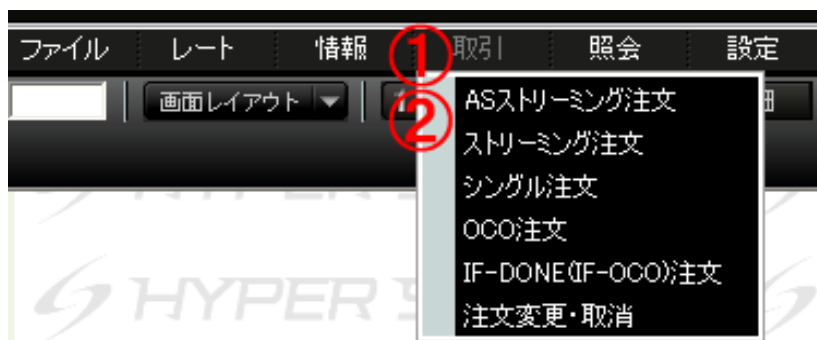 ファイル レート 情報 ① 取引 照会 設定
画面レイアウト ▼ ② ASストリーミング注文 細
ストリーミング注文
シングル注文
OCO注文
IF-DONE(IF-OCO)注文
注文変更・取消
HYPER S